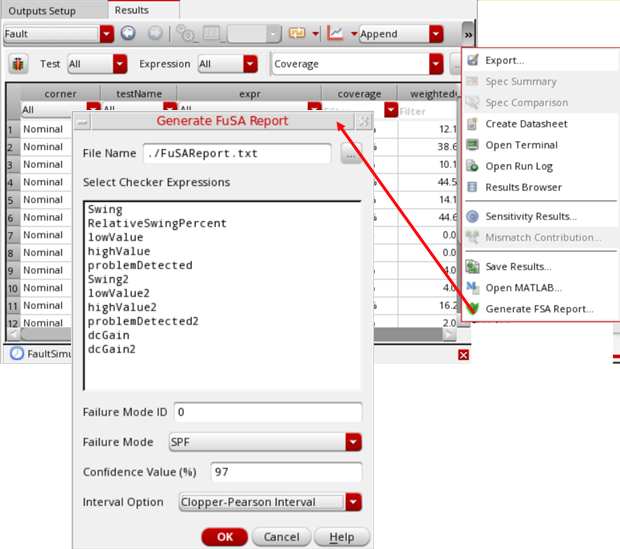 Outputs Setup Results
Fault Append »
Test All Expression All Coverage ...
corner testName expr coverage weighted
All All All Filter Filter
1 Nominal % 12.1
2 Nominal % 38.6
3 Nominal % 10.1
4 Nominal % 44.5
5 Nominal % 14.1
6 Nominal % 44.6
7 Nominal 0.0
8 Nominal 0.0
9 Nominal 4.0
10 Nominal % 4.0
11 Nominal % 16.2
12 Nominal 2.0
FaultSimu
Generate FuSA Report
File Name ./FuSAReport.txt ...
Select Checker Expressions
Swing
RelativeSwingPercent
lowValue
highValue
problemDetected
Swing2
lowValue2
highValue2
problemDetected2
dcGain
dcGain2
Failure Mode ID 0
Failure Mode SPF
Confidence Value (%) 97
Interval Option Clopper-Pearson Interval
OK Cancel Help
Export...
Spec Summary
Spec Comparison
Create Datasheet
Open Terminal
Open Run Log
Results Browser
Sensitivity Results...
Mismatch Contribution...
Save Results...
Open MATLAB...
Generate FSA Report...